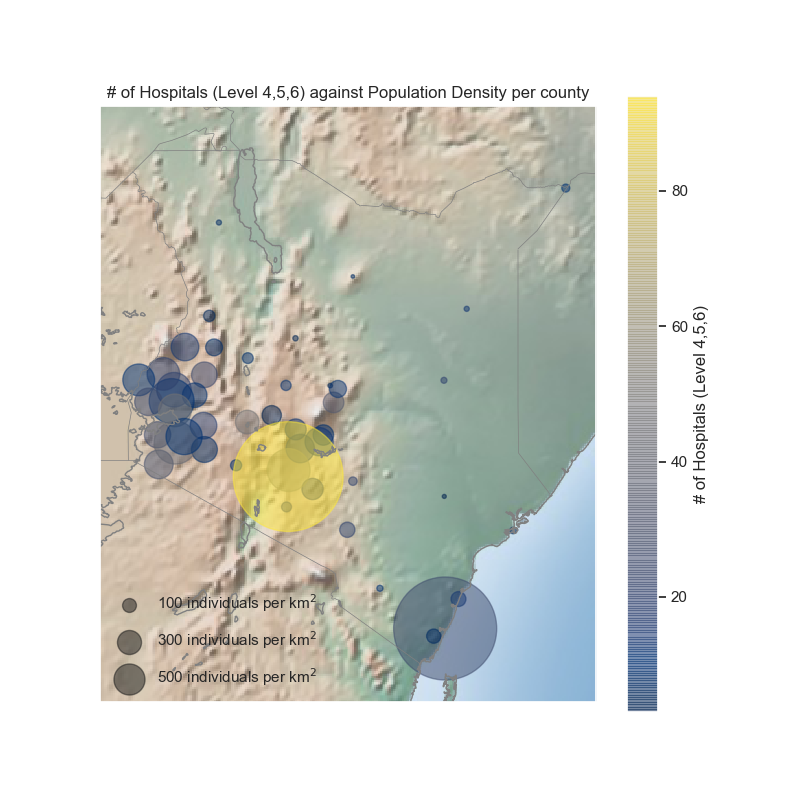 # of Hospitals (Level 4,5,6) against Population Density per county
80
60
40
20
# of Hospitals (Level 4,5,6)
100 individuals per km²
300 individuals per km²
500 individuals per km²